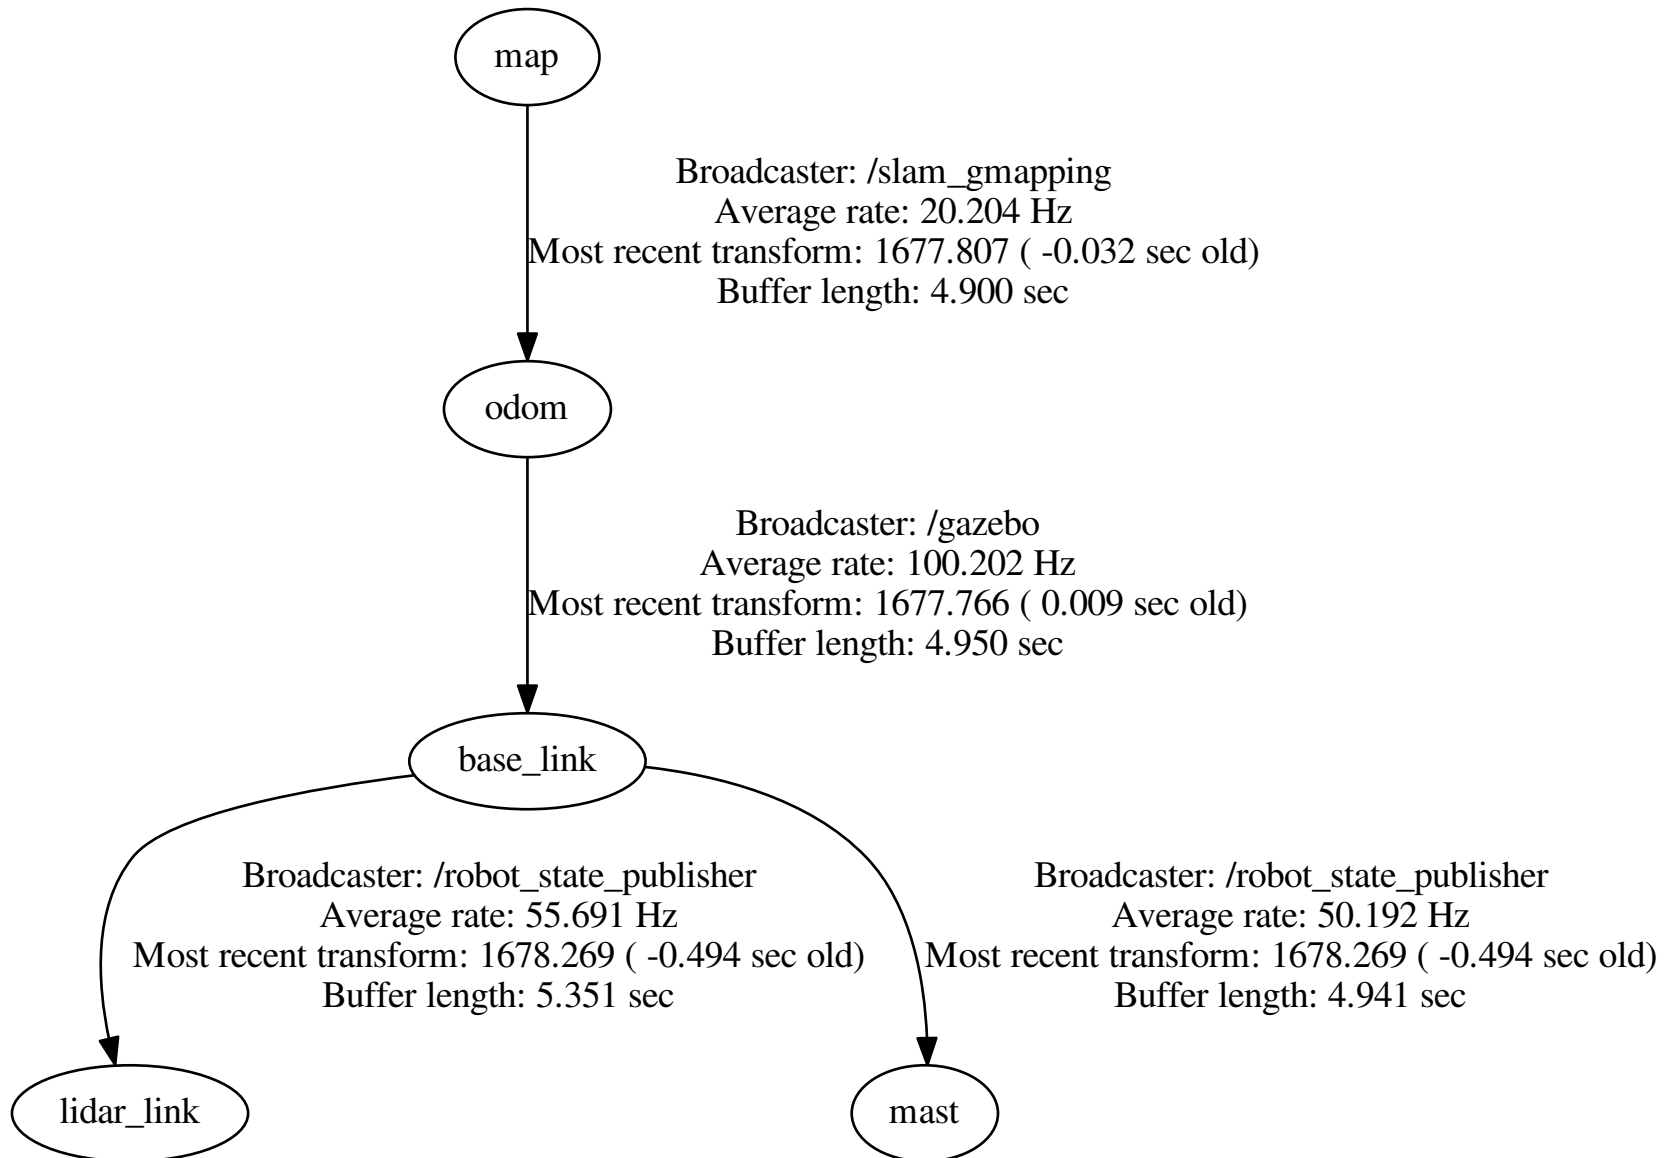 map
Broadcaster: /slam_gmapping
Average rate: 20.204 Hz
Most recent transform: 1677.807 ( -0.032 sec old)
Buffer length: 4.900 sec
odom
Broadcaster: /gazebo
Average rate: 100.202 Hz
Most recent transform: 1677.766 ( 0.009 sec old)
Buffer length: 4.950 sec
base_link
Broadcaster: /robot_state_publisher
Average rate: 55.691 Hz
Most recent transform: 1678.269 ( -0.494 sec old)
Buffer length: 5.351 sec
Broadcaster: /robot_state_publisher
Average rate: 50.192 Hz
Most recent transform: 1678.269 ( -0.494 sec old)
Buffer length: 4.941 sec
lidar_link
mast